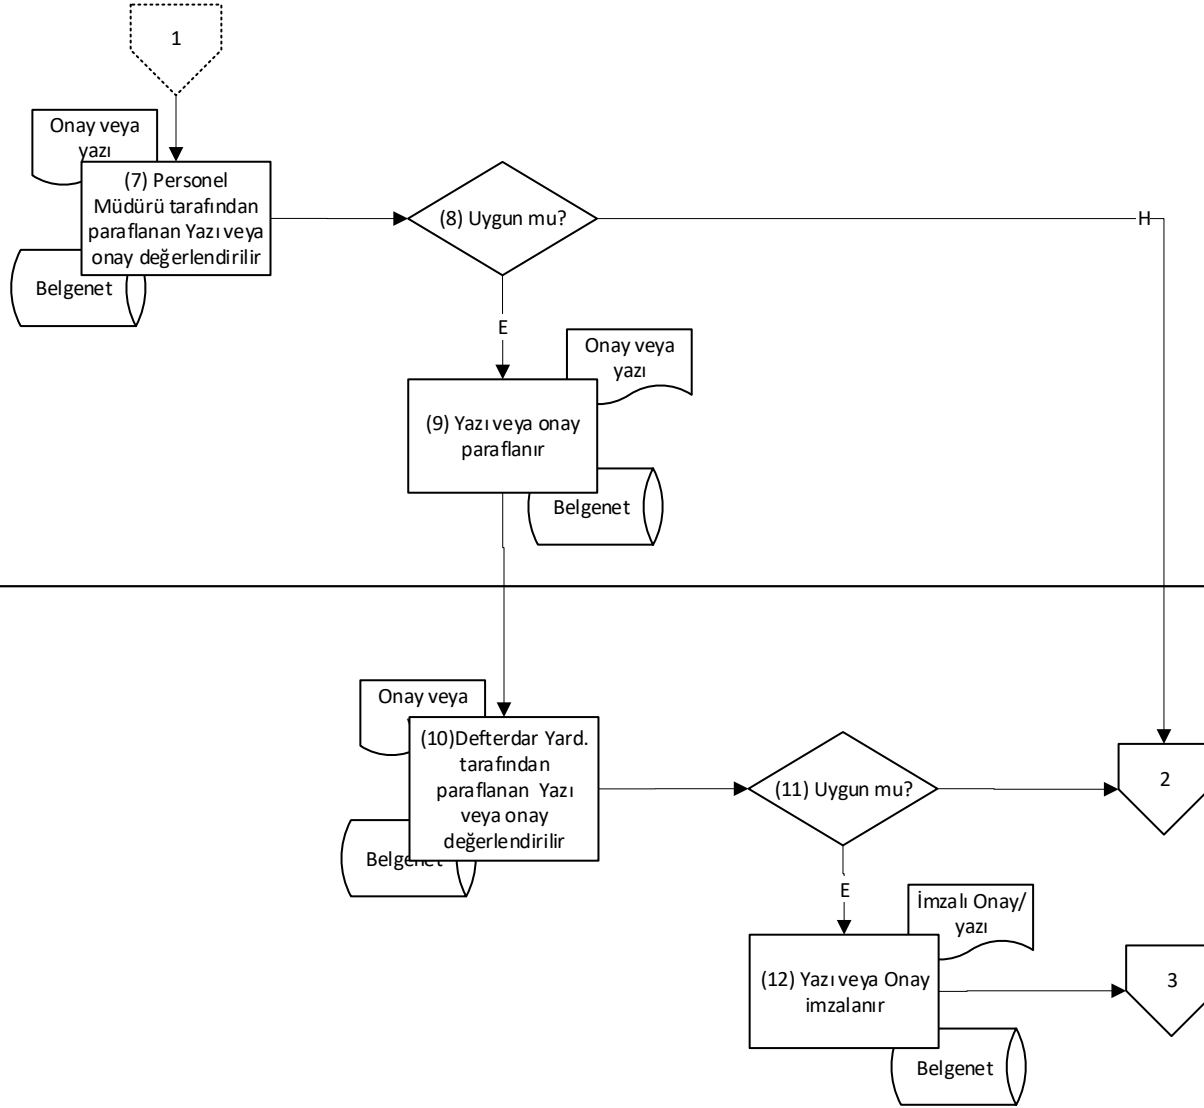 1
Onay veya
yazı
(7) Personel
Müdürü tarafından
paraflanan Yazı veya
onay değerlendirilir
Belgenet
(8) Uygun mu?
H
E
Onay veya
yazı
(9) Yazı veya onay
paraflanır
Belgenet
Onay veya
(10)Defterdar Yard.
tarafından
paraflanan Yazı
veya onay
değerlendirilir
Belgenet
(11) Uygun mu?
2
E
İmzalı Onay/
yazı
(12) Yazı veya Onay
imzalanır
3
Belgenet